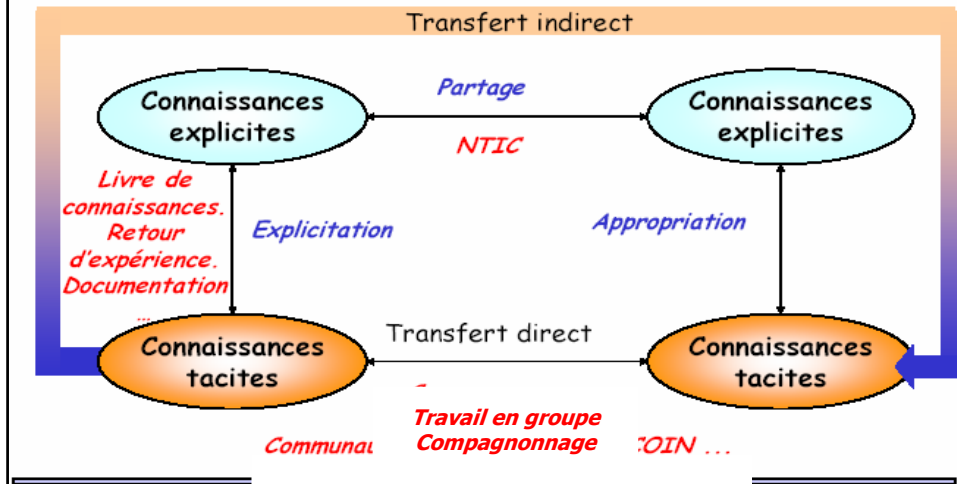 Transfert indirect
Connaissances
explicites
Partage
NTIC
Connaissances
explicites
Livre de
connaissances.
Retour
d'expérience.
Documentation
...
Explicitation
Appropriation
Connaissances
tacites
Transfert direct
Connaissances
tacites
Travail en groupe
Compagnonnage
COIN ...